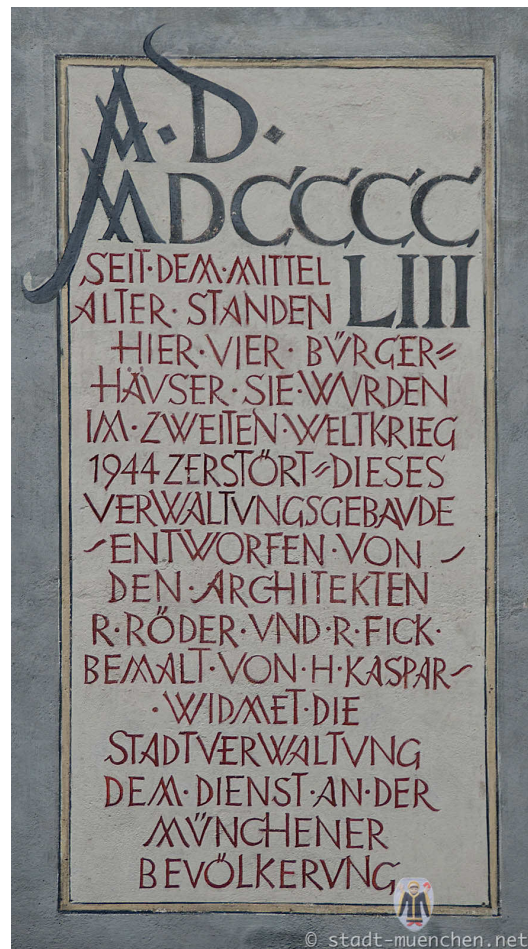 A·D·
MDCCCC
LIII
SEIT·DEM·MITTEL
ALTER·STANDEN
HIER·VIER·BÜRGER=
HÄVSER·SIE·WVRDEN
IM·ZWEITEN·WELTKRIEG
1944 ZERSTÖRT=DIESES
VERWALTVNGSGEBAVDE
~ENTWORFEN·VON~
DEN·ARCHITEKTEN
R·RÖDER·VND·R·FICK·
BEMALT·VON·H·KASPAR~
·WIDMET·DIE
STADTVERWALTVNG
DEM·DIENST·AN·DER
MÜNCHENER
BEVÖLKERVNG
© stadt-muenchen.net